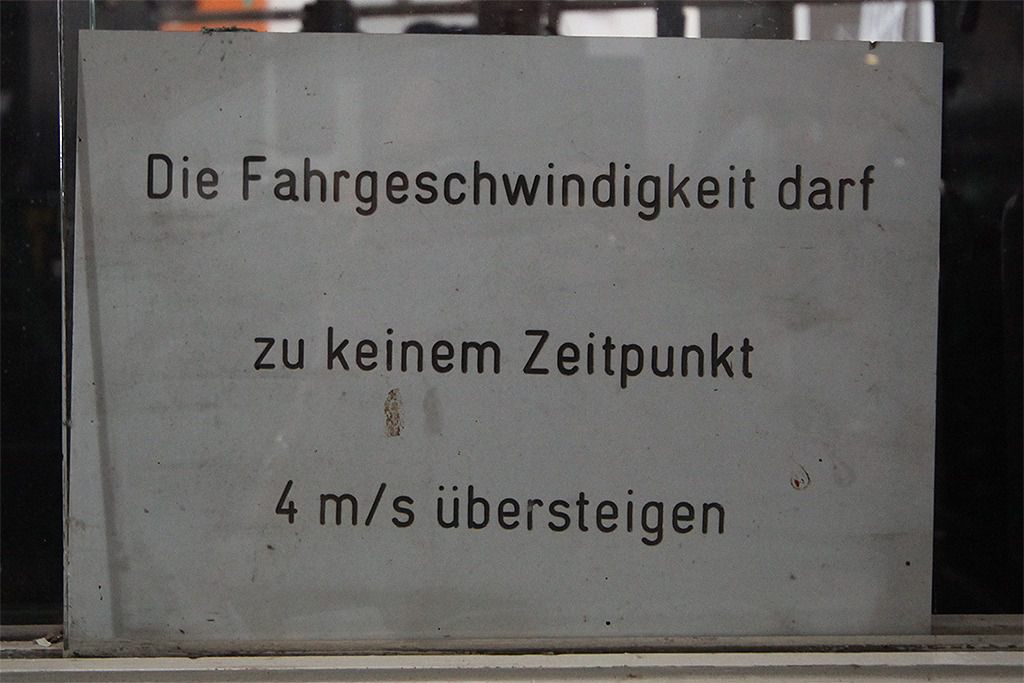 Die Fahrgeschwindigkeit darf
zu keinem Zeitpunkt
4 m/s übersteigen